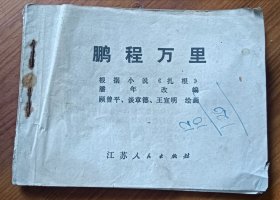 鹏程万里
根据小说《扎根》
潘年改编
顾曾平、裴章德、王宜明 绘画
江苏人民出版社